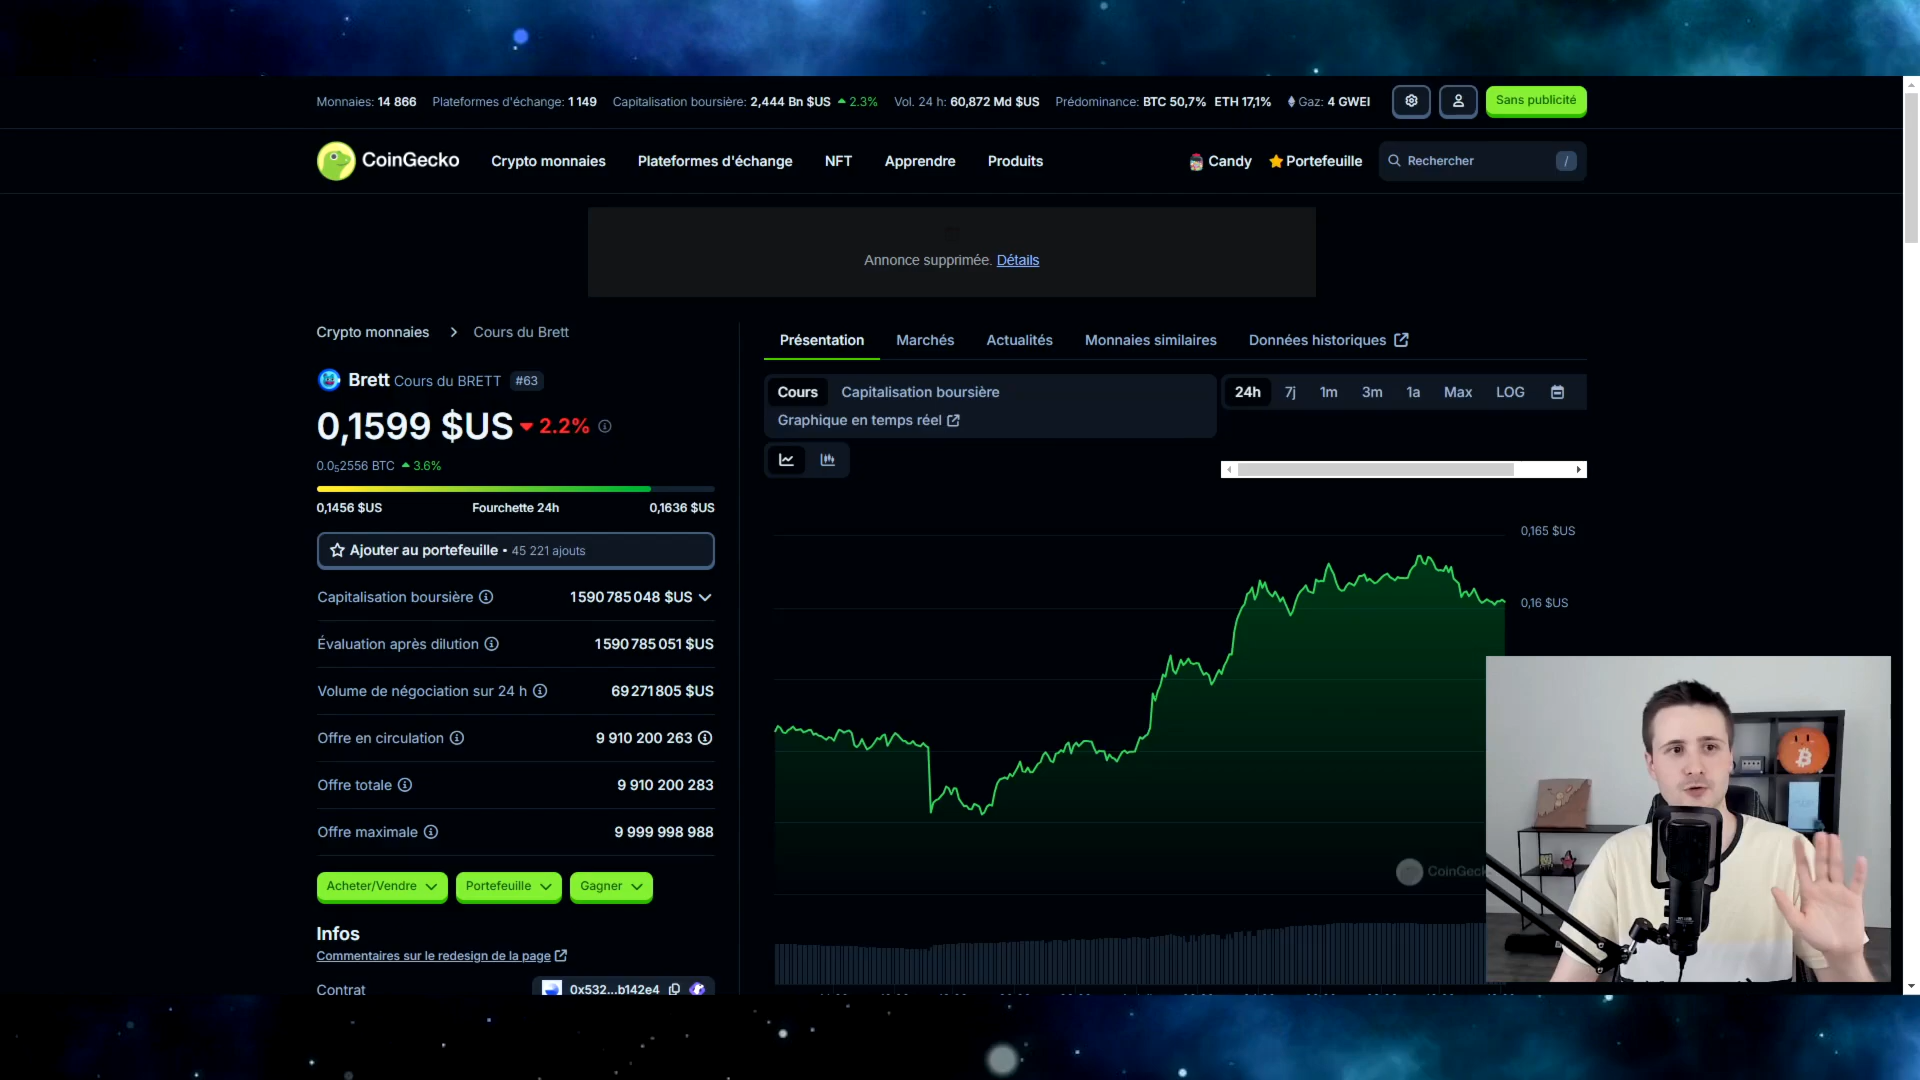 Monnaies: 14 866 Plateformes d'échange: 1 149 Capitalisation boursière: 2,444 Bn $US 2.3% Vol. 24 h: 60,872 Md $US Prédominance: BTC 50,7% ETH 17,1% Gaz: 4 GWEI Sans publicité
CoinGecko Crypto monnaies Plateformes d'échange NFT Apprendre Produits Candy Portefeuille Rechercher /
Annonce supprimée. Détails
Crypto monnaies > Cours du Brett
Présentation Marchés Actualités Monnaies similaires Données historiques
Brett Cours du BRETT #63
Cours Capitalisation boursière
Graphique en temps réel
24h 7j 1m 3m 1a Max LOG
0,1599 $US 2.2%
0.0₅2556 BTC 3.6%
0,1456 $US Fourchette 24h 0,1636 $US
Ajouter au portefeuille • 45 221 ajouts
Capitalisation boursière 1 590 785 048 $US
Évaluation après dilution 1 590 785 051 $US
Volume de négociation sur 24 h 69 271 805 $US
Offre en circulation 9 910 200 263
Offre totale 9 910 200 283
Offre maximale 9 999 998 988
Acheter/Vendre Portefeuille Gagner
Infos
Commentaires sur le redesign de la page
Contrat 0x532...b142e4
0,165 $US
0,16 $US